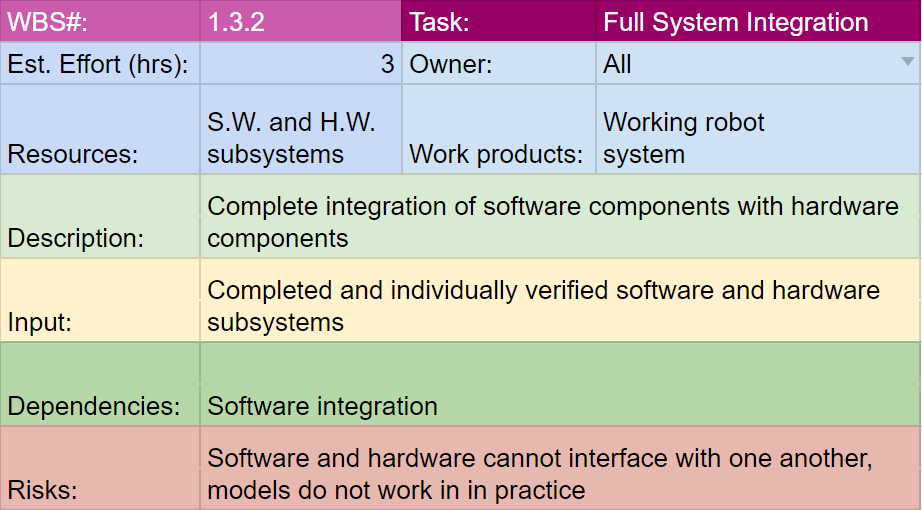 WBS#: 1.3.2 Task: Full System Integration
Est. Effort (hrs): 3 Owner: All
S.W. and H.W. Working robot
Resources: subsystems Work products: system
Complete integration of software components with hardware
Description: components
Completed and individually verified software and hardware
Input: subsystems
Dependencies: Software integration
Software and hardware cannot interface with one another,
Risks: models do not work in in practice